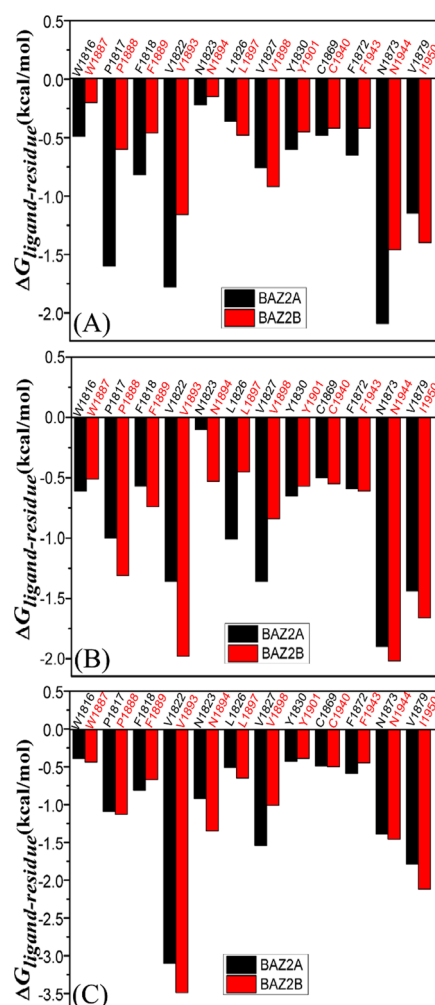 W1816 W1887 P1817 P1888 F1818 F1889 V1822 V1893 N1823 N1894 L1826 L1897 V1827 V1898 Y1830 Y1901 C1869 C1940 F1872 F1943 N1873 N1944 V1879 I1950
0.5
0.0
-0.5
-1.0
-1.5
-2.0
ΔGligand-residue(kcal/mol)
BAZ2A
BAZ2B
(A)
W1816 W1887 P1817 P1888 F1818 F1889 V1822 V1893 N1823 N1894 L1826 L1897 V1827 V1898 Y1830 Y1901 C1869 C1940 F1872 F1943 N1873 N1944 V1879 I1950
0.5
0.0
-0.5
-1.0
-1.5
-2.0
ΔGligand-residue(kcal/mol)
BAZ2A
BAZ2B
(B)
W1816 W1887 P1817 P1888 F1818 F1889 V1822 V1893 N1823 N1894 L1826 L1897 V1827 V1898 Y1830 Y1901 C1869 C1940 F1872 F1943 N1873 N1944 V1879 I1950
0.5
0.0
-0.5
-1.0
-1.5
-2.0
-2.5
-3.0
-3.5
ΔGligand-residue(kcal/mol)
BAZ2A
BAZ2B
(C)